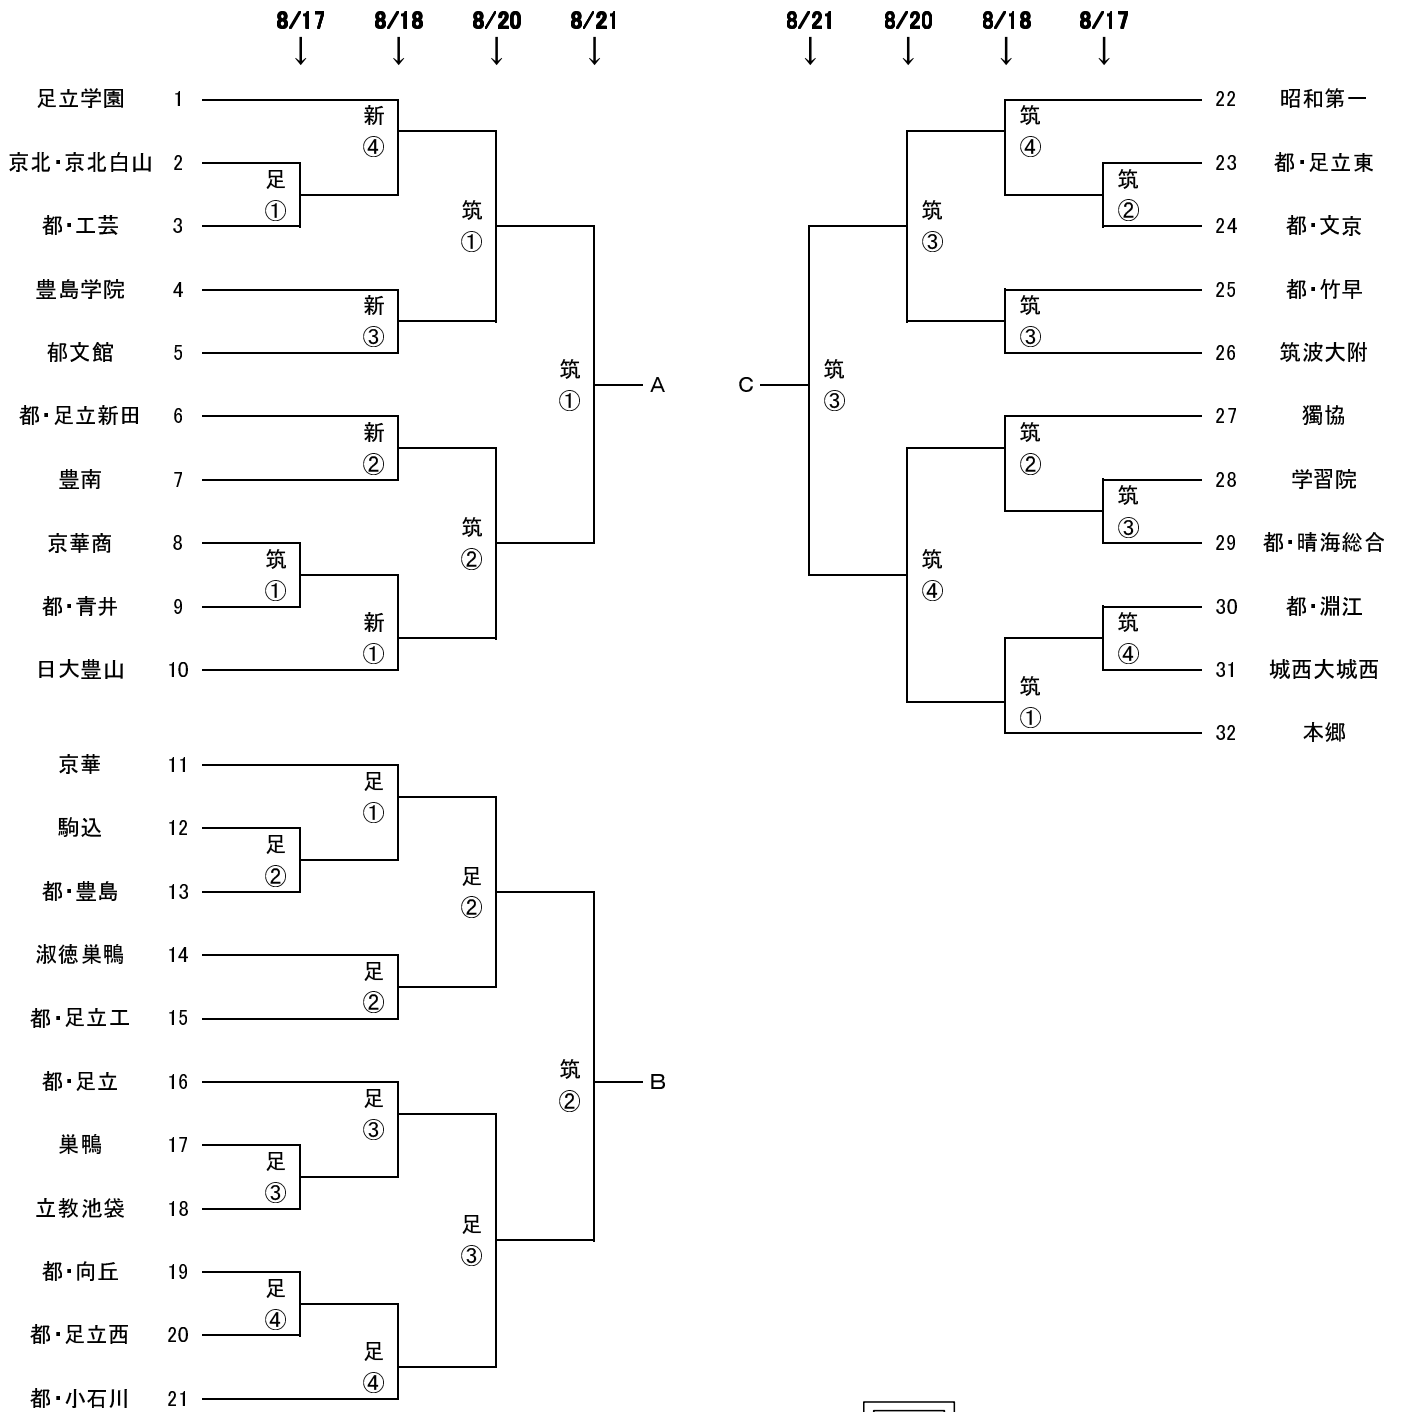 8/17 8/18 8/20 8/21
足立学園 1
新
④
京北・京北白山 2
足
①
都・工芸 3
筑
①
豊島学院 4
新
③
郁文館 5
筑
①
A
都・足立新田 6
新
②
豊南 7
筑
②
京華商 8
筑
①
都・青井 9
新
①
日大豊山 10
京華 11
足
①
駒込 12
足
②
都・豊島 13
足
②
淑徳巣鴨 14
足
②
都・足立工 15
筑
②
B
都・足立 16
足
③
巣鴨 17
足
③
立教池袋 18
足
③
都・向丘 19
足
④
都・足立西 20
足
④
都・小石川 21
8/21 8/20 8/18 8/17
22 昭和第一
筑
④
23 都・足立東
筑
②
24 都・文京
筑
③
25 都・竹早
筑
③
26 筑波大附
C
筑
③
27 獨協
筑
②
28 学習院
筑
③
29 都・晴海総合
筑
④
30 都・淵江
筑
④
31 城西大城西
筑
①
32 本郷